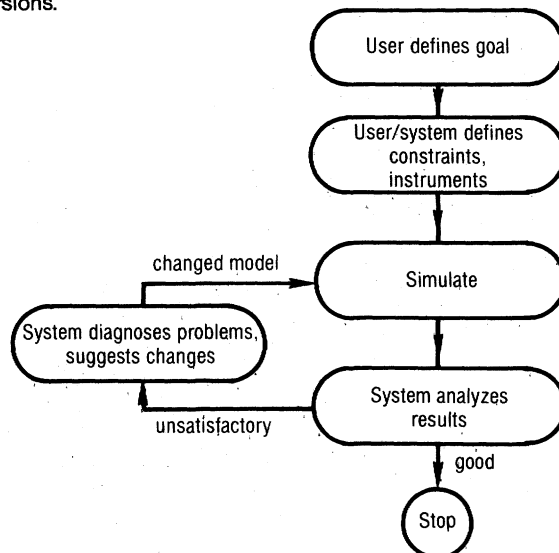 rsions.
User defines goal
User/system defines
constraints,
instruments
changed model
Simulate
System diagnoses problems,
suggests changes
System analyzes
results
unsatisfactory
good
Stop